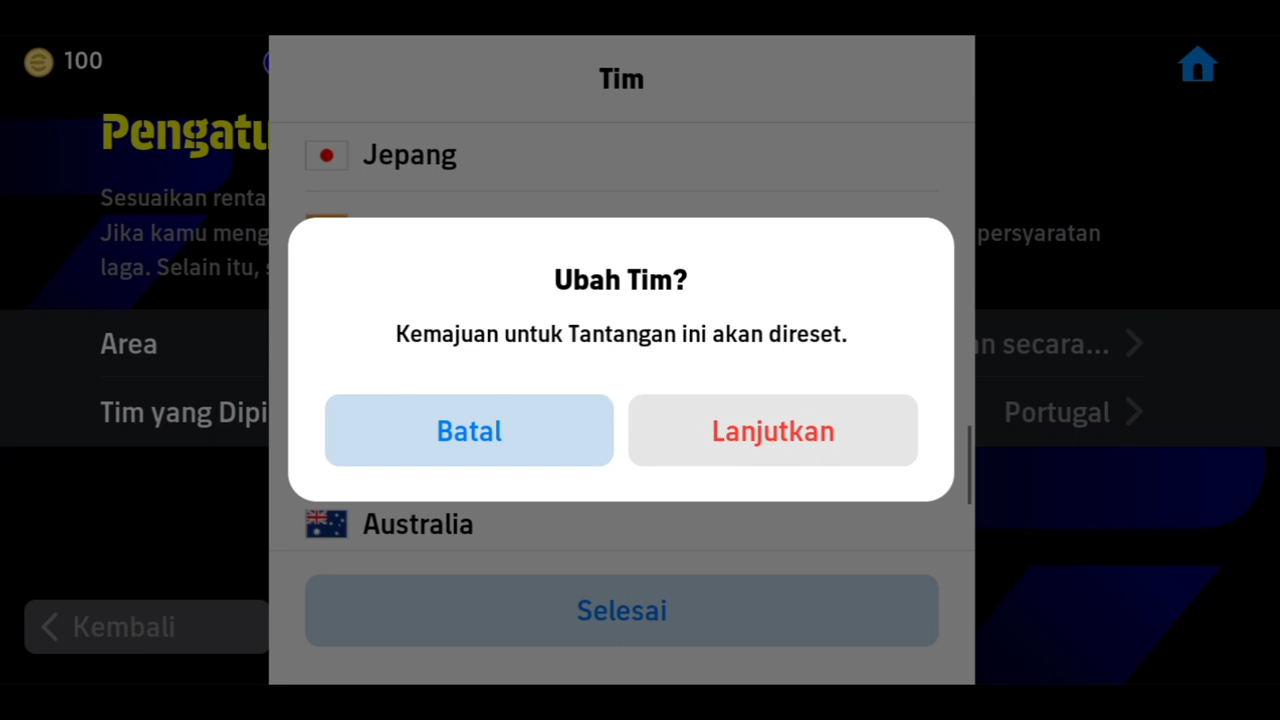 100
Tim
Pengatu
Jepang
Sesuaikan renta
Jika kamu meng persyaratan
laga. Selain itu,
Ubah Tim?
Kemajuan untuk Tantangan ini akan direset.
Area
secara...
Tim yang Dipi
Portugal
Batal
Lanjutkan
Australia
Selesai
Kembali